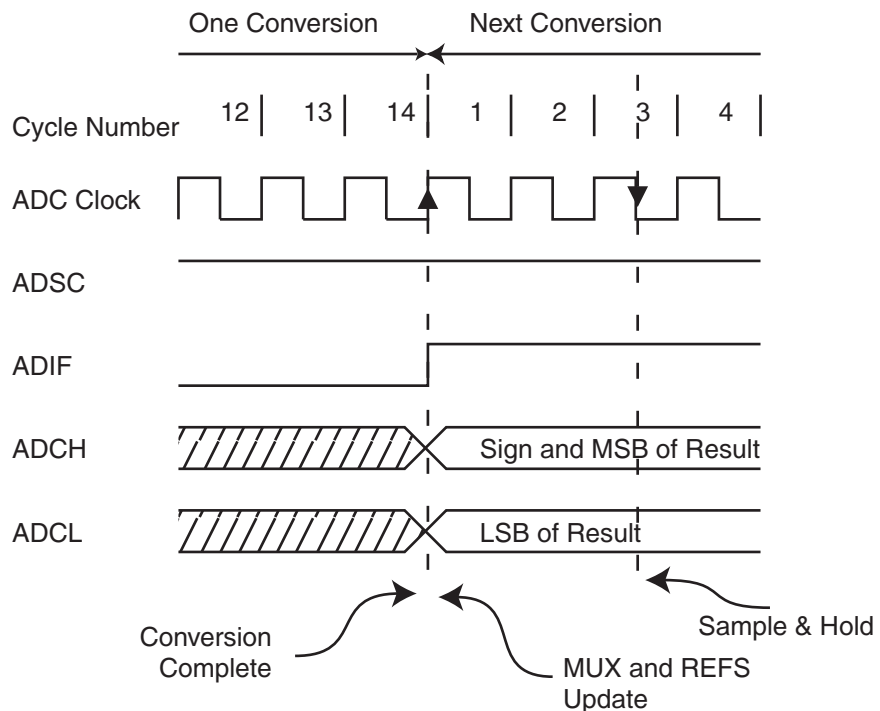 One Conversion Next Conversion
Cycle Number 12 13 14 1 2 3 4
ADC Clock
ADSC
ADIF
ADCH Sign and MSB of Result
ADCL LSB of Result
Sample & Hold
Conversion
Complete
MUX and REFS
Update